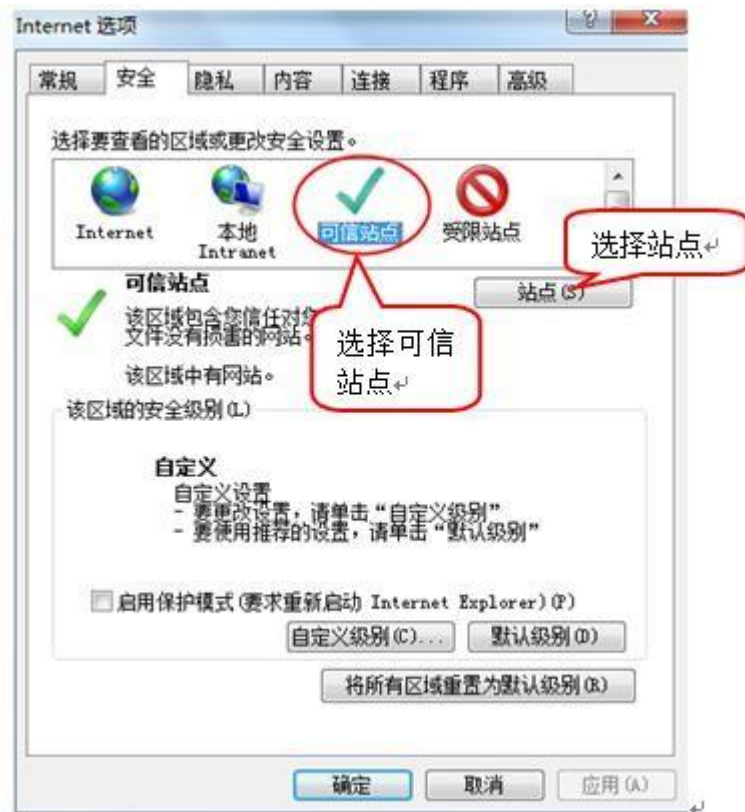 Internet 选项
常规 安全 隐私 内容 连接 程序 高级
选择要查看的区域或更改安全设置。
Internet
本地
Intranet
可信站点
受限站点
选择站点
可信站点
站点(S)
该区域包含您信任对您
文件没有损害的网站。
选择可信
站点
该区域中有网站。
该区域的安全级别(L)
自定义
自定义设置
- 要更改设置，请单击“自定义级别”
- 要使用推荐的设置，请单击“默认级别”
启用保护模式(要求重新启动 Internet Explorer)(P)
自定义级别(C)... 默认级别(D)
将所有区域重置为默认级别(R)
确定 取消 应用(A)